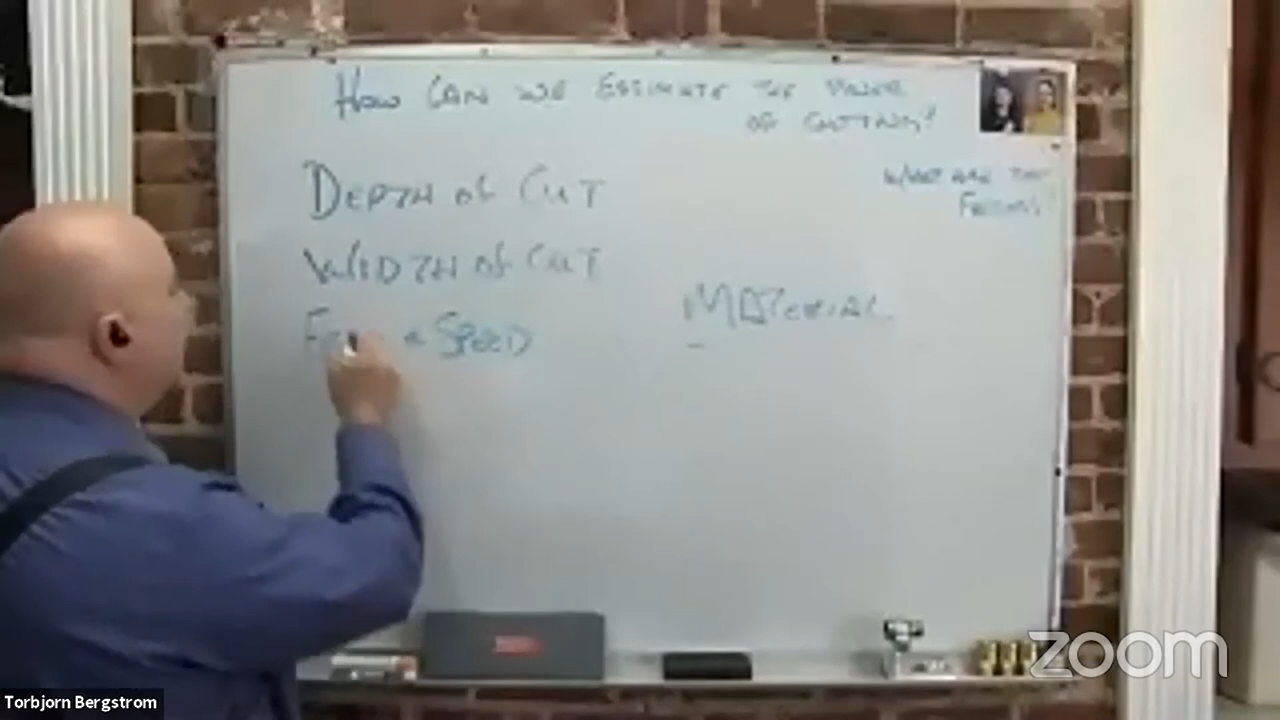 How CAN WE ESTIMATE THE POWER
OF CUTTING?
WHAT ARE THE
FACTORS?
DEPTH of CUT
WIDTH of CUT
MATERIAL
& SPEED
zoom
Torbjorn Bergstrom